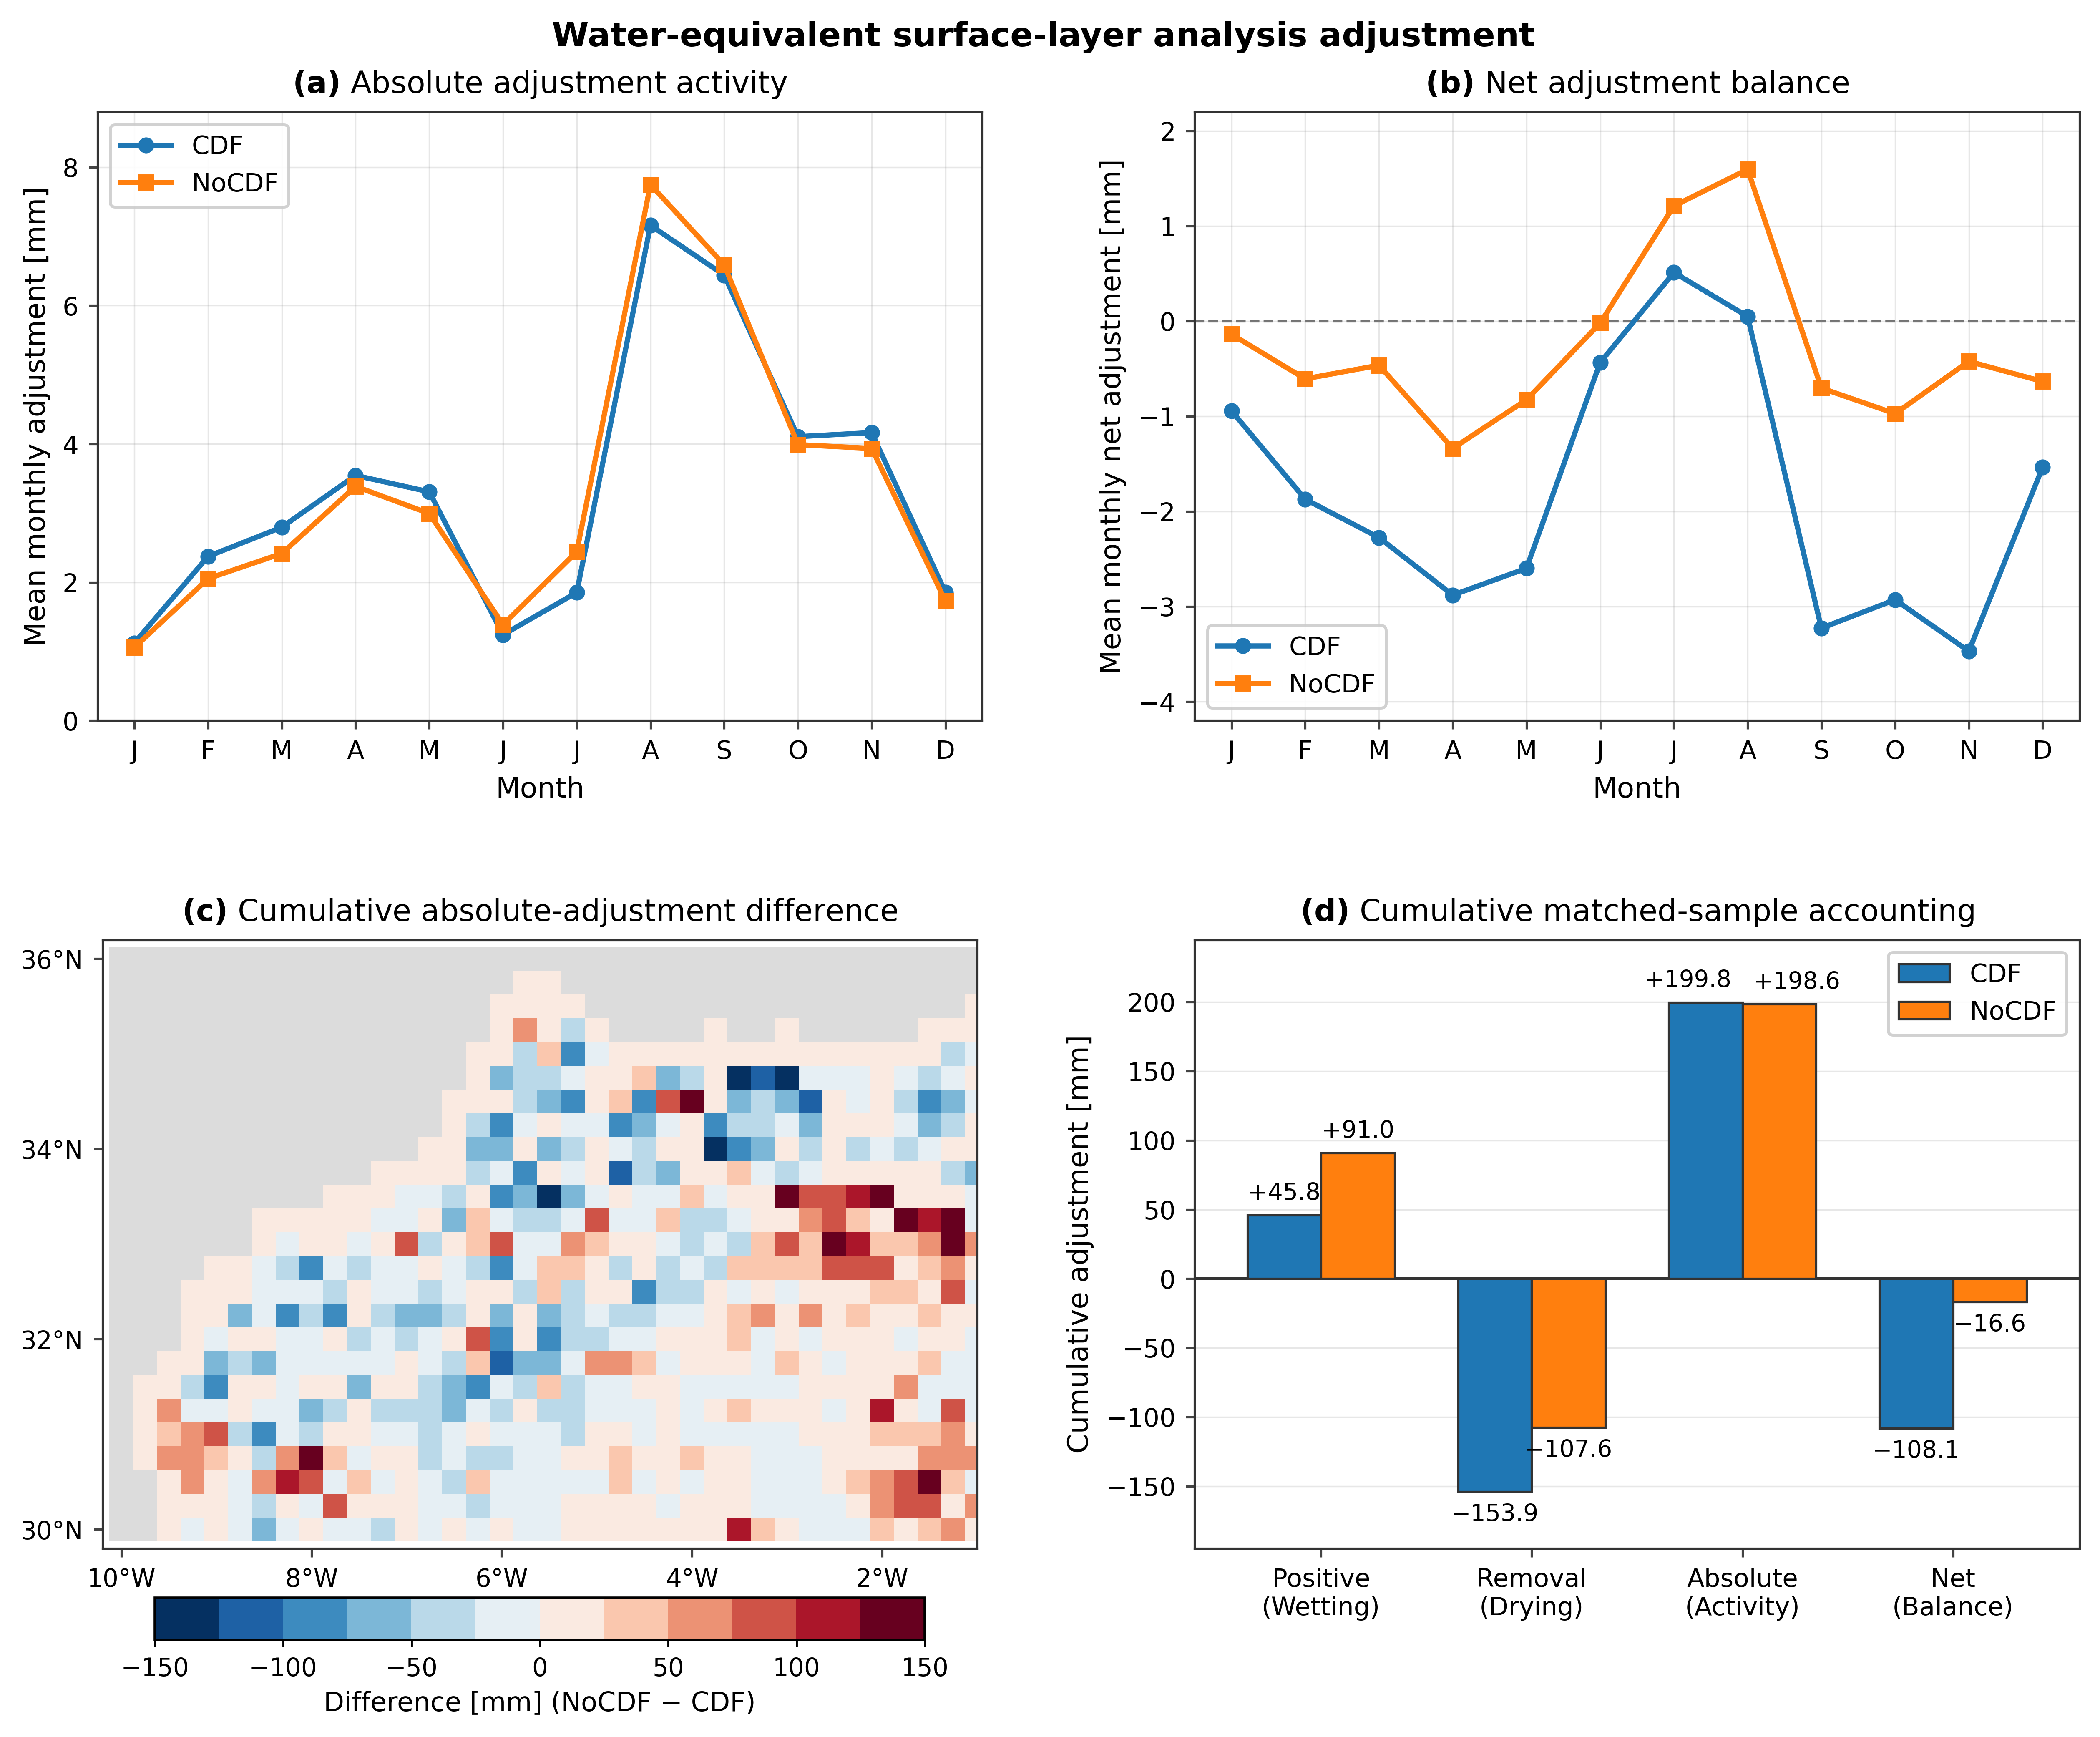 Water-equivalent surface-layer analysis adjustment
(a) Absolute adjustment activity
CDF
NoCDF
Mean monthly adjustment [mm]
8
6
4
2
0
J F M A M J J A S O N D
Month
(b) Net adjustment balance
Mean monthly net adjustment [mm]
2
1
0
−1
−2
−3
−4
CDF
NoCDF
J F M A M J J A S O N D
Month
(c) Cumulative absolute-adjustment difference
36°N
34°N
32°N
30°N
10°W 8°W 6°W 4°W 2°W
−150 −100 −50 0 50 100 150
Difference [mm] (NoCDF − CDF)
(d) Cumulative matched-sample accounting
CDF
NoCDF
Cumulative adjustment [mm]
200
150
100
50
0
−50
−100
−150
+45.8
+91.0
−153.9
−107.6
+199.8
+198.6
−108.1
−16.6
Positive
(Wetting)
Removal
(Drying)
Absolute
(Activity)
Net
(Balance)